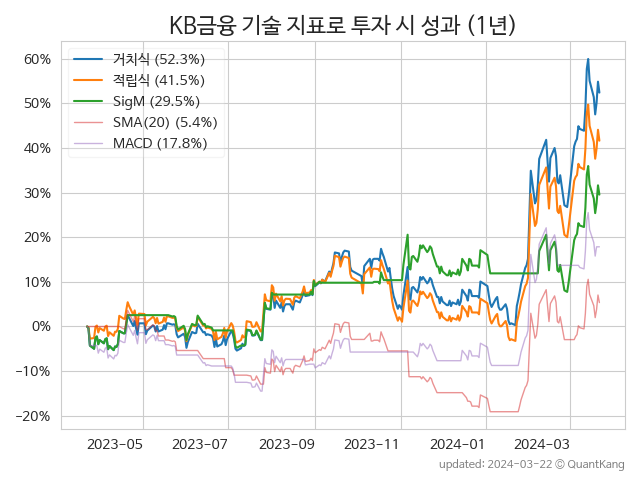 KB금융 기술 지표로 투자 시 성과 (1년)
거치식 (52.3%)
적립식 (41.5%)
SigM (29.5%)
SMA(20) (5.4%)
MACD (17.8%)
60%
50%
40%
30%
20%
10%
0%
−10%
−20%
2023-05
2023-07
2023-09
2023-11
2024-01
2024-03
updated: 2024-03-22 © QuantKang